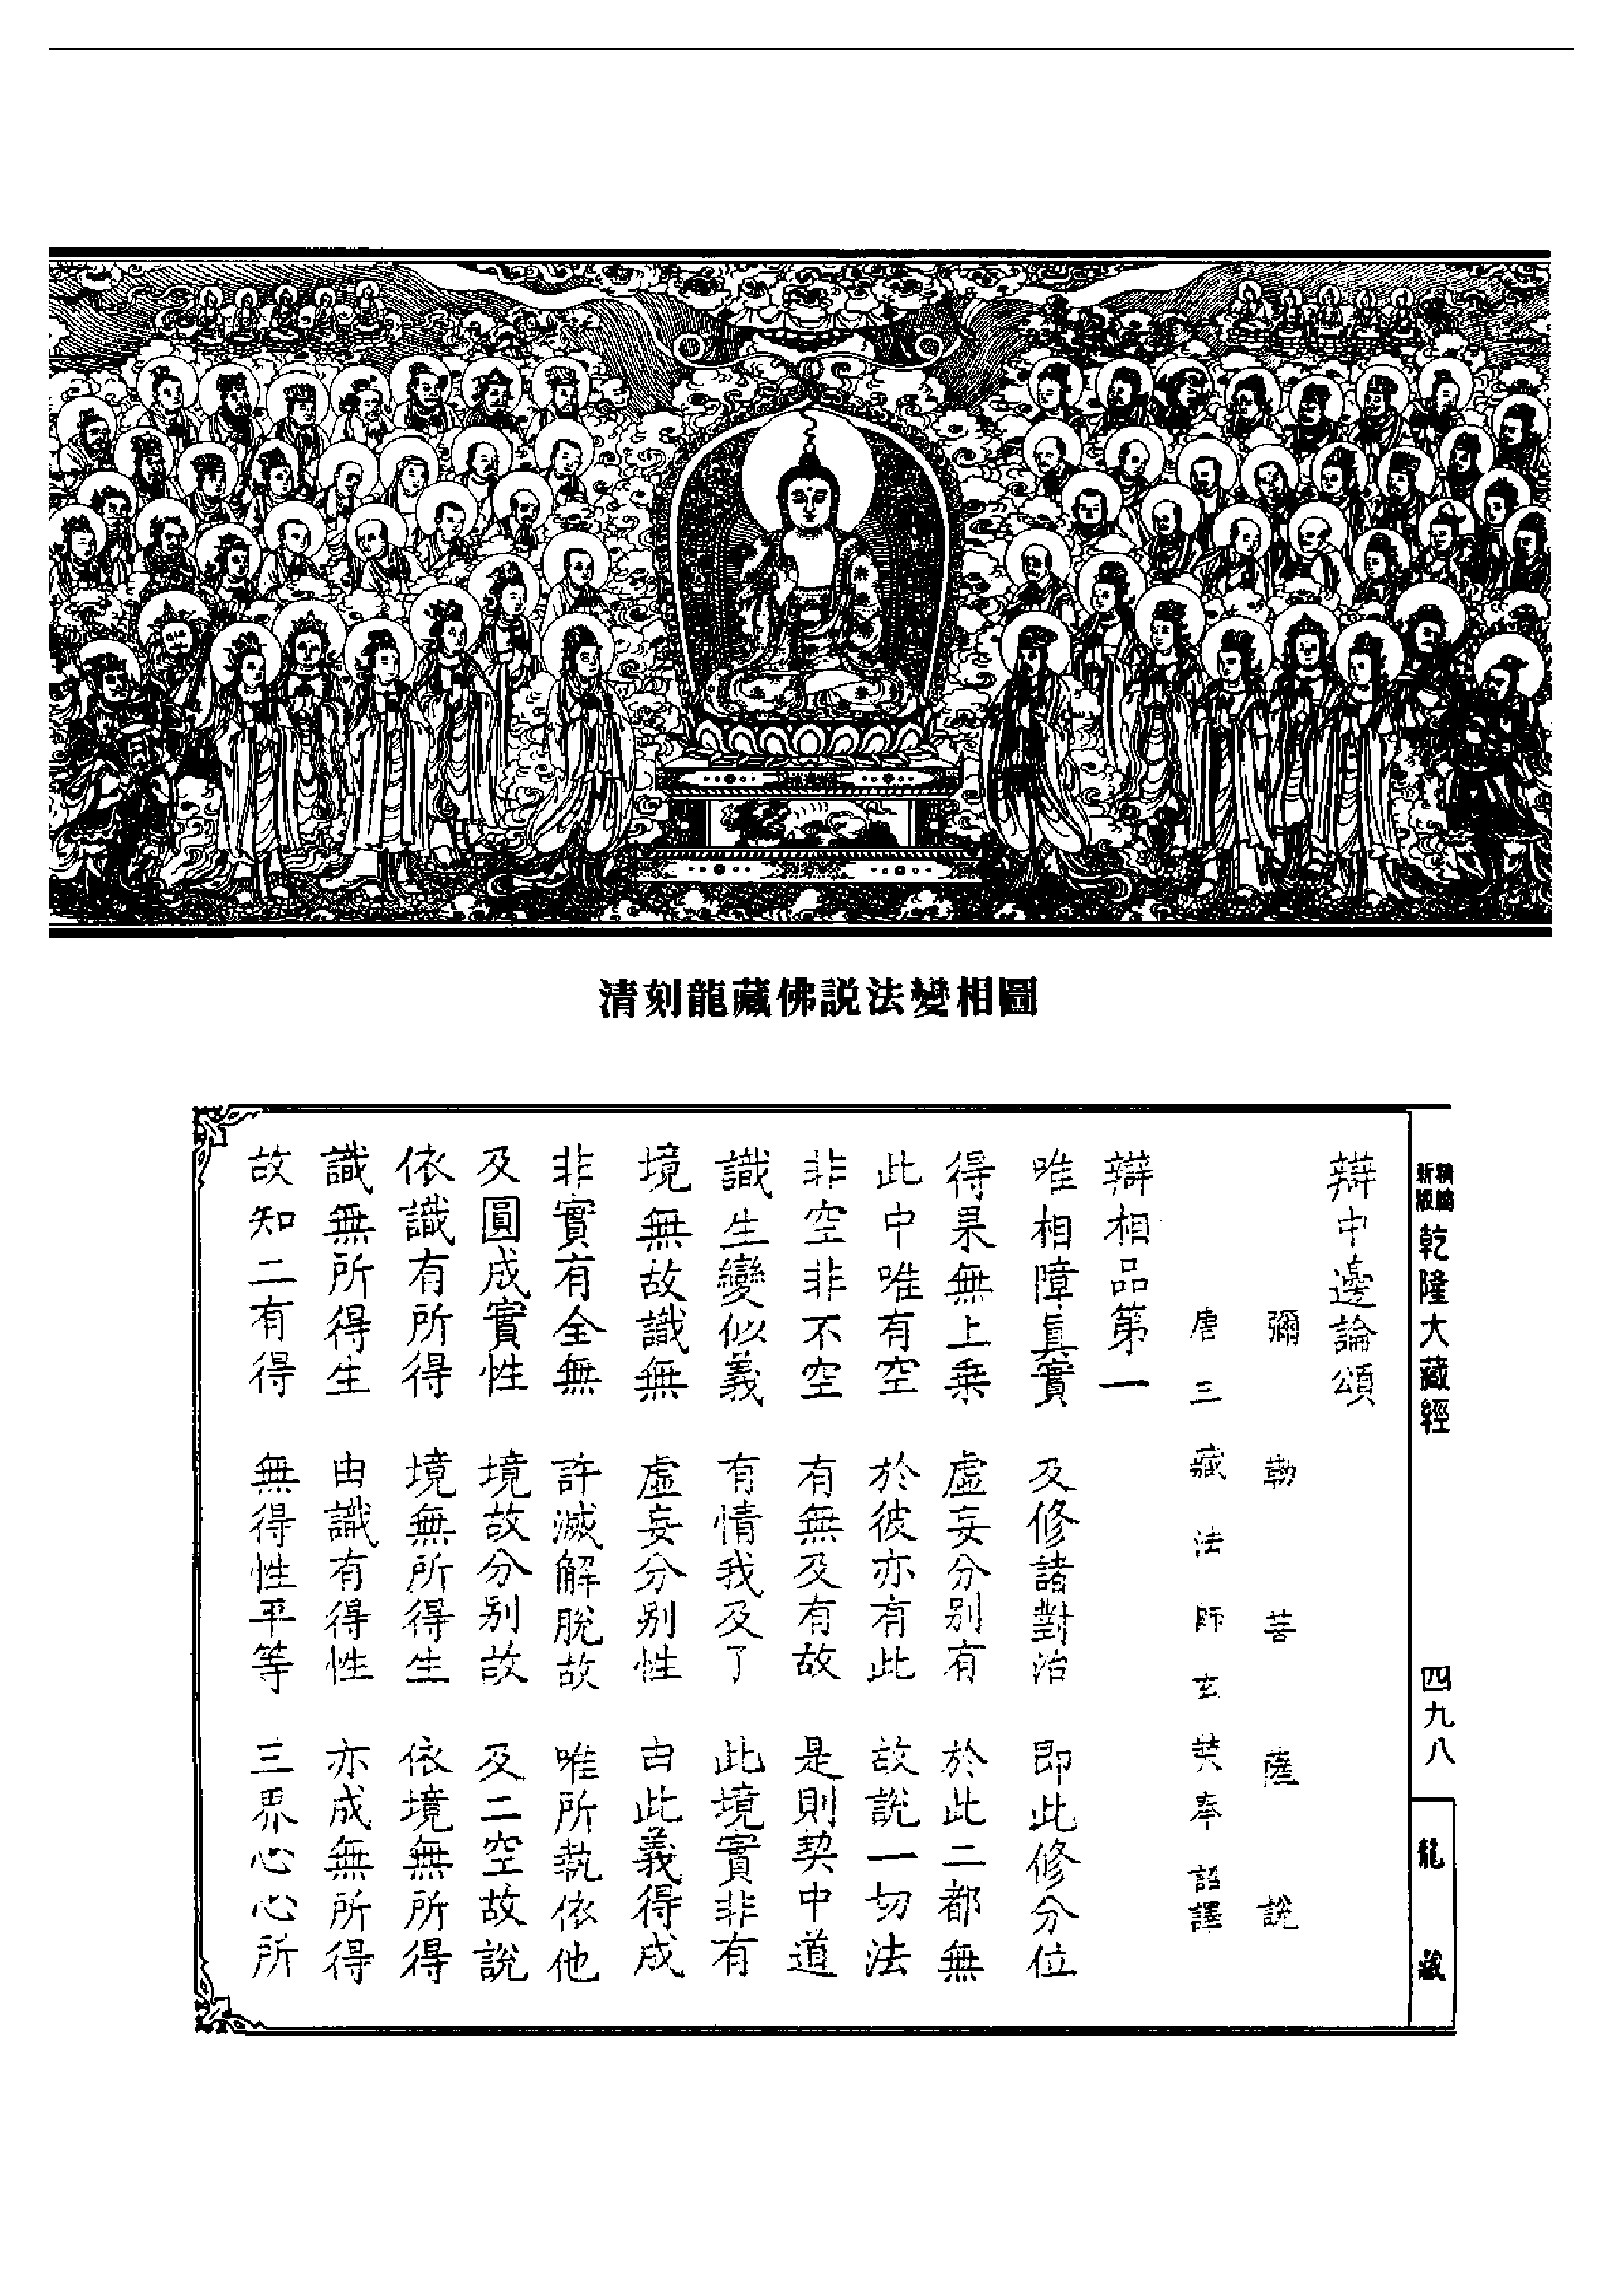 清刻龍藏佛説法變相圖
新版 精縮 乾隆大藏經
四九八
龍藏
辯中邊論頌
彌勒菩薩說
唐三藏法師玄奘奉 詔譯
辯相品第一
唯相障眞實 及修諸對治 即此修分位
得果無上乗 虛妄分別有 於此二都無
此中唯有空 於彼亦有此 故說一切法
非空非不空 有無及有故 是則契中道
識生變似義 有情我及了 此境實非有
境無故識無 虛妄分别性 由此義得成
非實有全無 許滅解脫故 唯所執依他
及圓成實性 境故分别故 及二空故說
依識有所得 境無所得生 依境無所得
識無所得生 由識有得性 亦成無所得
故知二有得 無得性平等 三界心心所